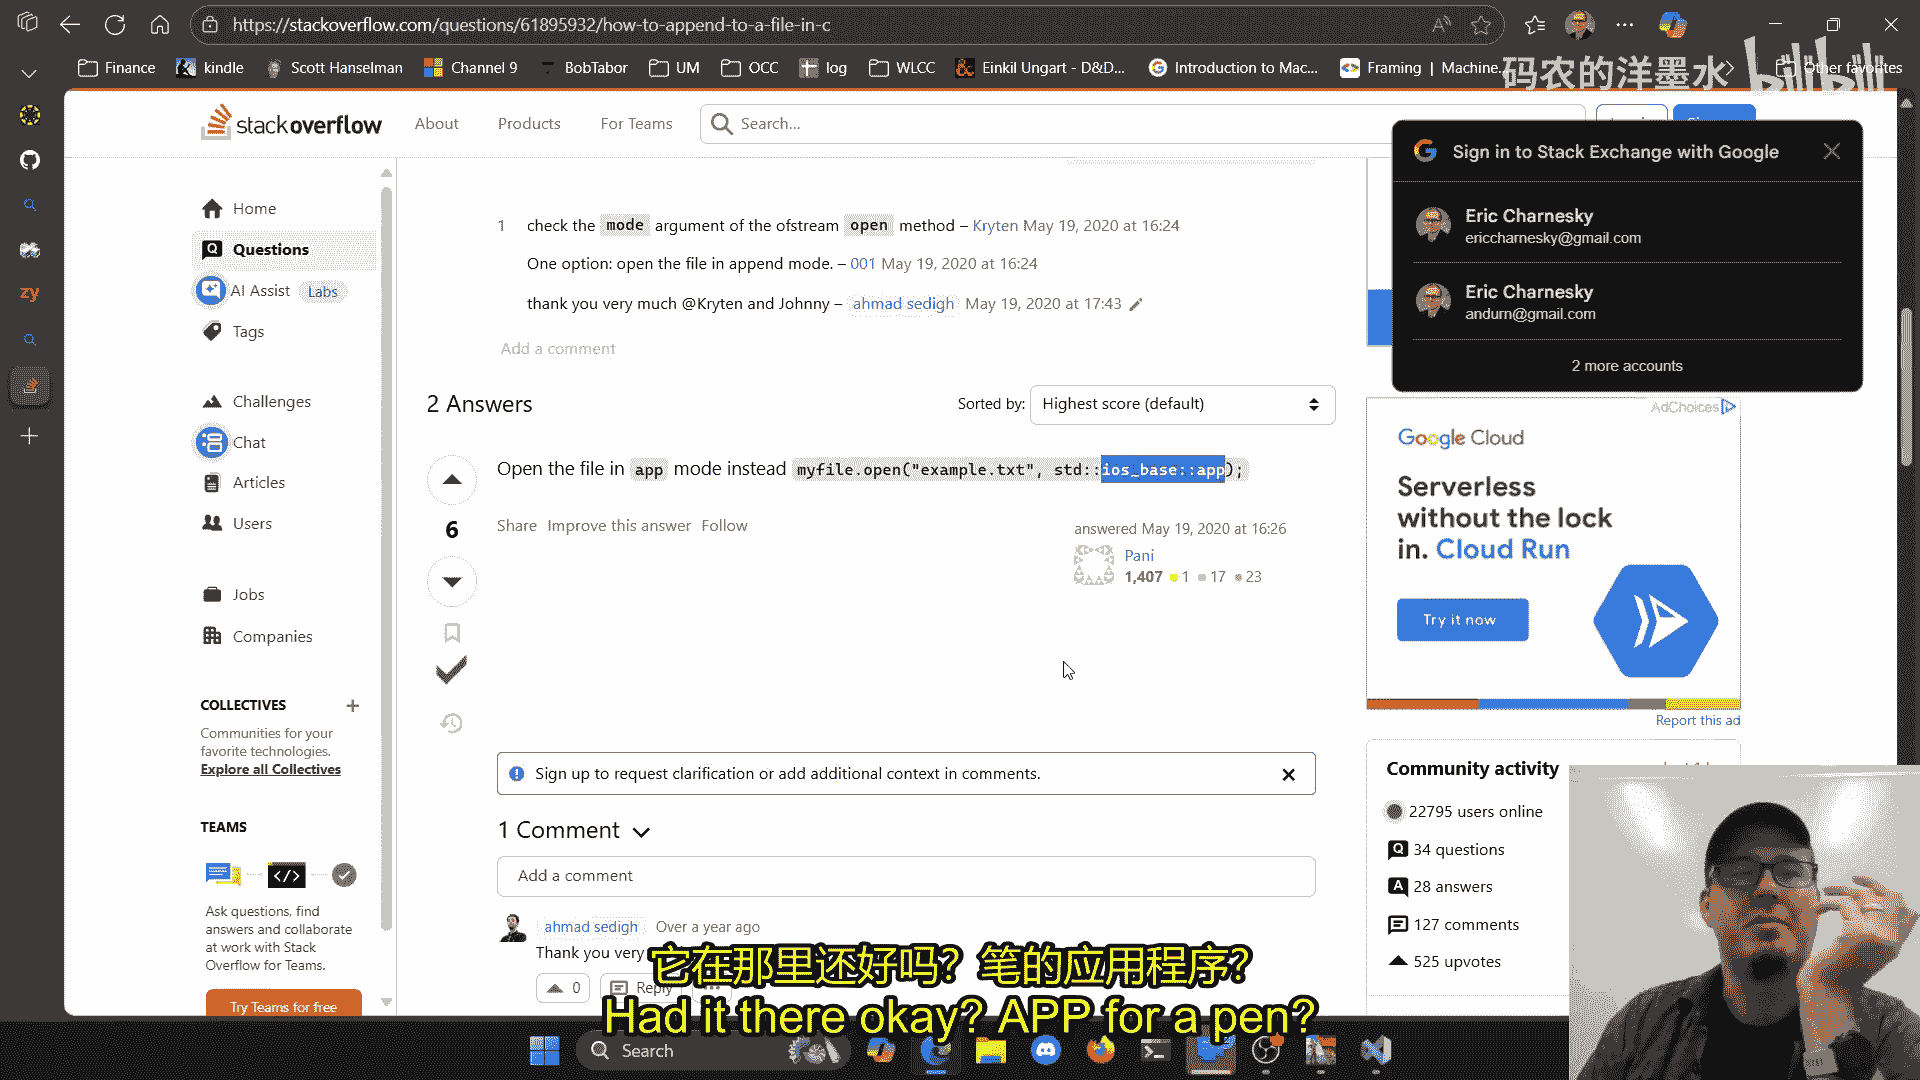 https://stackoverflow.com/questions/61895932/how-to-append-to-a-file-in-c
Finance
kindle
Scott Hanselman
Channel 9
BobTabor
UM
OCC
log
WLCC
Einkil Ungart - D&D...
Introduction to Mac...
Framing | Machine...
Other favorites
码农的洋墨水
bilibili
stackoverflow
About
Products
For Teams
Search...
Sign in to Stack Exchange with Google
Eric Charnesky
ericcharnesky@gmail.com
Eric Charnesky
andurn@gmail.com
2 more accounts
Home
Questions
AI Assist Labs
Tags
Challenges
Chat
Articles
Users
Jobs
Companies
COLLECTIVES
Communities for your
favorite technologies.
Explore all Collectives
TEAMS
Ask questions, find
answers and collaborate
at work with Stack
Overflow for Teams.
Try Teams for free
1 check the mode argument of the ofstream open method – Kryten May 19, 2020 at 16:24
One option: open the file in append mode. – 001 May 19, 2020 at 16:24
thank you very much @Kryten and Johnny – ahmad sedigh May 19, 2020 at 17:43
Add a comment
2 Answers
Sorted by:
Highest score (default)
Open the file in app mode instead myfile.open("example.txt", std::ios_base::app);
6
Share Improve this answer Follow
answered May 19, 2020 at 16:26
Pani
1,407 1 17 23
Sign up to request clarification or add additional context in comments.
1 Comment
Add a comment
ahmad sedigh Over a year ago
Thank you very
0
Reply
AdChoices
Google Cloud
Serverless
without the lock
in. Cloud Run
Try it now
Report this ad
Community activity
22795 users online
34 questions
28 answers
127 comments
525 upvotes
它在那里还好吗？笔的应用程序？
Had it there okay? APP for a pen?
Search
zy